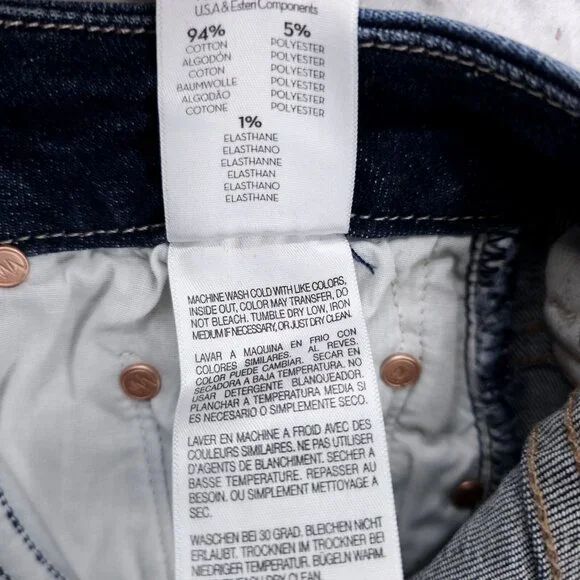 U.S.A & Esteri Components
94% 5%
COTTON POLYESTER
ALGODÓN POLYESTER
COTON POLYESTER
BAUMWOLLE POLYESTER
ALGODÃO POLYESTER
COTONE POLYESTER
1%
ELASTHANE
ELASTHANO
ELASTHANNE
ELASTHAN
ELASTHANO
ELASTHANE
MACHINE WASH COLD WITH LIKE COLORS,
INSIDE OUT, COLOR MAY TRANSFER, DO
NOT BLEACH. TUMBLE DRY LOW, IRON
MEDIUM IF NECESSARY, OR JUST DRY CLEAN.
LAVAR A MAQUINA EN FRIO CON
COLORES SIMILARES. AL REVES.
COLOR PUEDE CAMBIAR. SECAR EN
SECADORA A BAJA TEMPERATURA. NO
USAR DETERGENTE BLANQUEADOR.
PLANCHAR A TEMPERATURA MEDIA SI
ES NECESARIO O SIMPLEMENTE SECO.
LAVER EN MACHINE A FROID AVEC DES
COULEURS SIMILAIRES. NE PAS UTILISER
D'AGENTS DE BLANCHIMENT. SECHER A
BASSE TEMPERATURE. REPASSER AU
BESOIN. OU SIMPLEMENT METTOYAGE A
SEC.
WASCHEN BEI 30 GRAD. BLEICHEN NICHT
ERLAUBT. TROCKNEN IM TROCKNER BEI
NIEDRIGER TEMPERATUR. BÜGELN WARM.